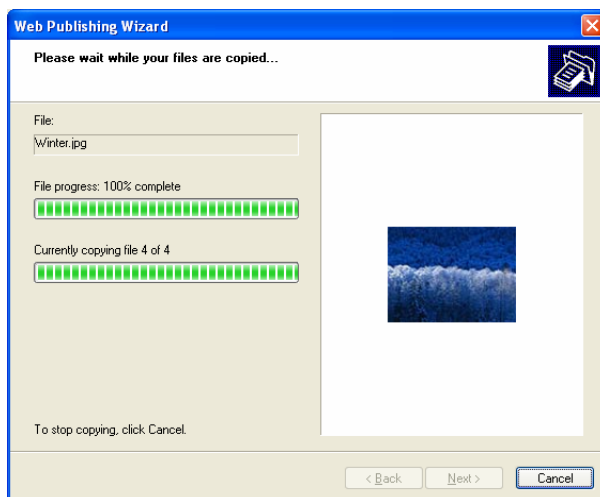 Web Publishing Wizard
Please wait while your files are copied...
File:
Winter.jpg
File progress: 100% complete
Currently copying file 4 of 4
To stop copying, click Cancel.
< Back Next > Cancel